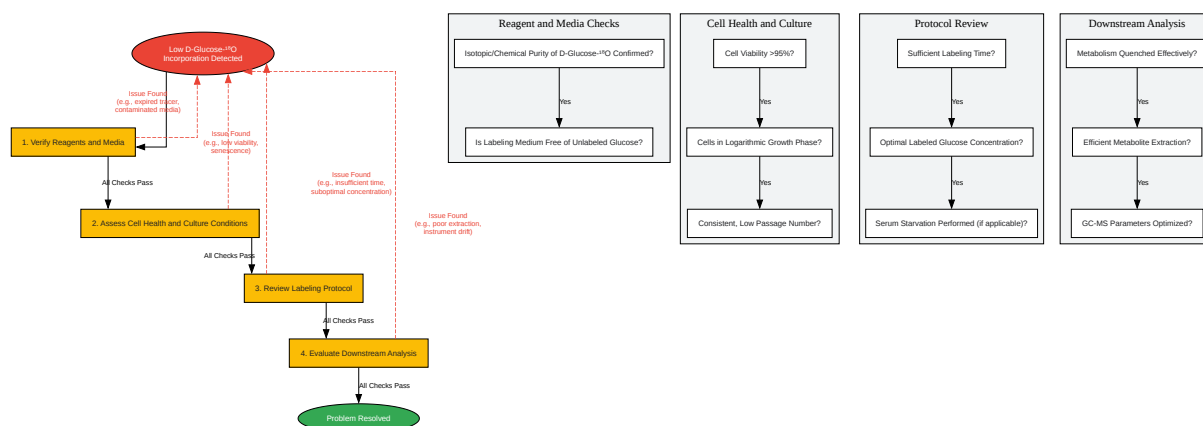 Low D-Glucose-¹⁸O
Incorporation Detected
Issue Found
(e.g., expired tracer,
contaminated media)
1. Verify Reagents and Media
Issue Found
(e.g., low viability,
senescence)
All Checks Pass
Issue Found
(e.g., insufficient time,
suboptimal concentration)
2. Assess Cell Health and Culture Conditions
Issue Found
(e.g., poor extraction,
instrument drift)
All Checks Pass
3. Review Labeling Protocol
All Checks Pass
4. Evaluate Downstream Analysis
All Checks Pass
Problem Resolved
Reagent and Media Checks
Isotopic/Chemical Purity of D-Glucose-¹⁸O Confirmed?
Yes
Is Labeling Medium Free of Unlabeled Glucose?
Cell Health and Culture
Cell Viability >95%?
Yes
Cells in Logarithmic Growth Phase?
Yes
Consistent, Low Passage Number?
Protocol Review
Sufficient Labeling Time?
Yes
Optimal Labeled Glucose Concentration?
Yes
Serum Starvation Performed (if applicable)?
Downstream Analysis
Metabolism Quenched Effectively?
Yes
Efficient Metabolite Extraction?
Yes
GC-MS Parameters Optimized?